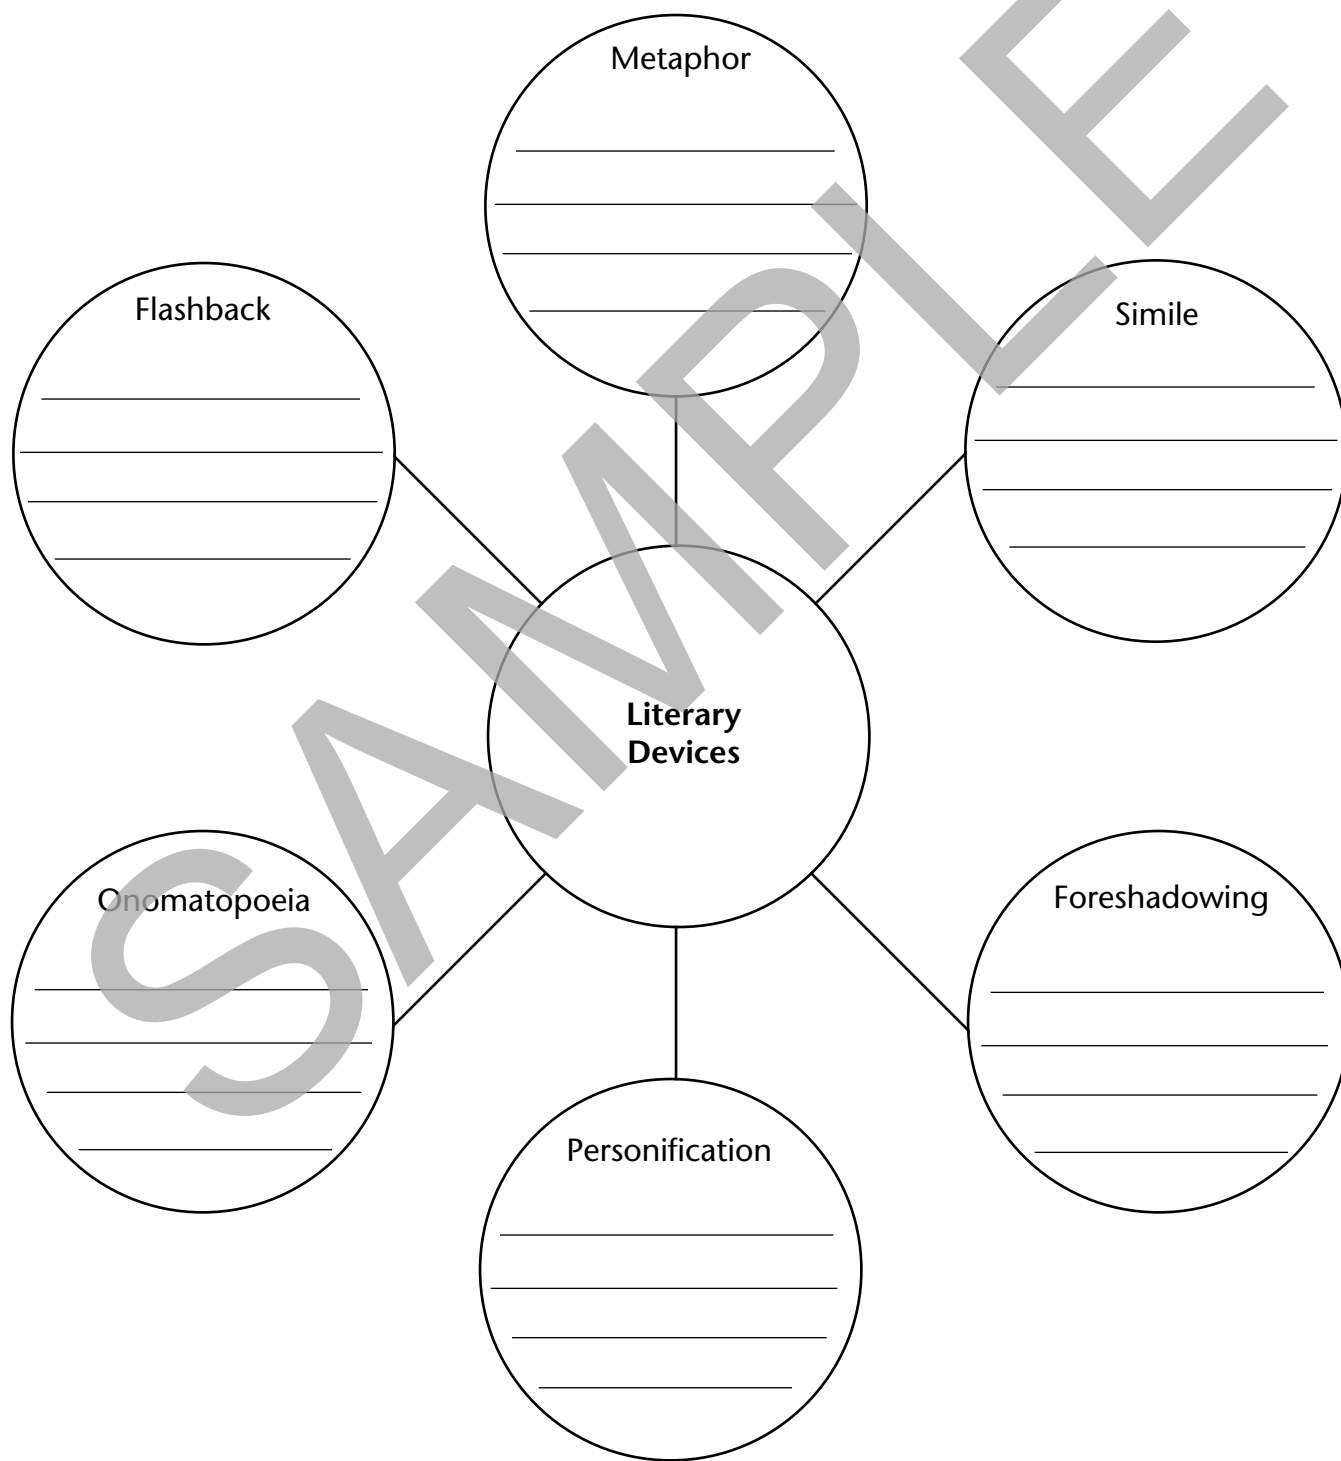 Metaphor
Flashback
Simile
Literary
Devices
Onomatopoeia
Foreshadowing
Personification
SAMPLE